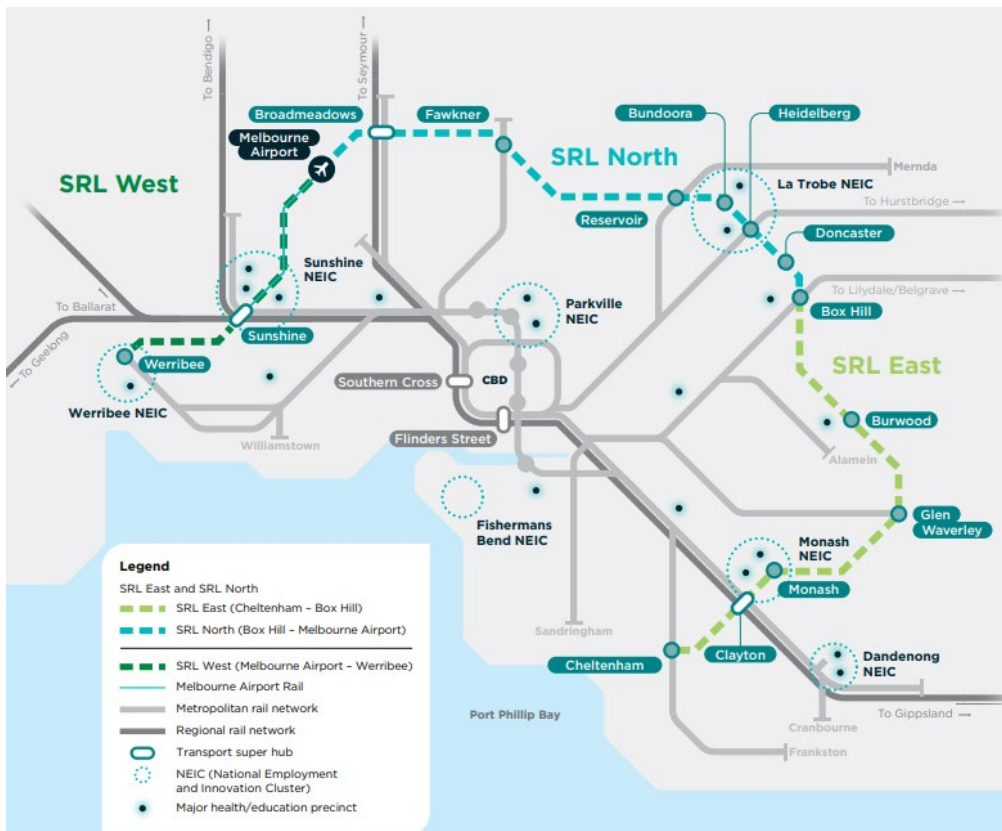 To Bendigo →
To Seymour →
Broadmeadows
Fawkner
Bundoora
Heidelberg
Melbourne
Airport
SRL West
SRL North
La Trobe NEIC
Mernda
To Hurstbridge →
Reservoir
Doncaster
Sunshine
NEIC
To Ballarat
Parkville
NEIC
To Lilydale/Belgrave →
Box Hill
Sunshine
← To Geelong
Werribee
SRL East
Southern Cross
CBD
Werribee NEIC
Burwood
Williamstown
Flinders Street
Alamein
Fishermans
Bend NEIC
Glen
Waverley
Monash
NEIC
Monash
Sandringham
Cheltenham
Clayton
Dandenong
NEIC
Port Phillip Bay
To Gippsland →
Cranbourne
Frankston
Legend
SRL East and SRL North
SRL East (Cheltenham – Box Hill)
SRL North (Box Hill – Melbourne Airport)
SRL West (Melbourne Airport – Werribee)
Melbourne Airport Rail
Metropolitan rail network
Regional rail network
Transport super hub
NEIC (National Employment
and Innovation Cluster)
Major health/education precinct